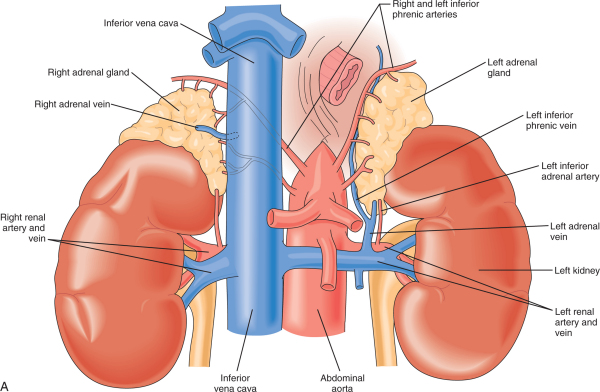 Inferior vena cava
Right and left inferior
phrenic arteries
Right adrenal gland
Left adrenal
gland
Right adrenal vein
Left inferior
phrenic vein
Left inferior
adrenal artery
Right renal
artery and
vein
Left adrenal
vein
Left kidney
Left renal
artery and
vein
Inferior
vena cava
Abdominal
aorta
A